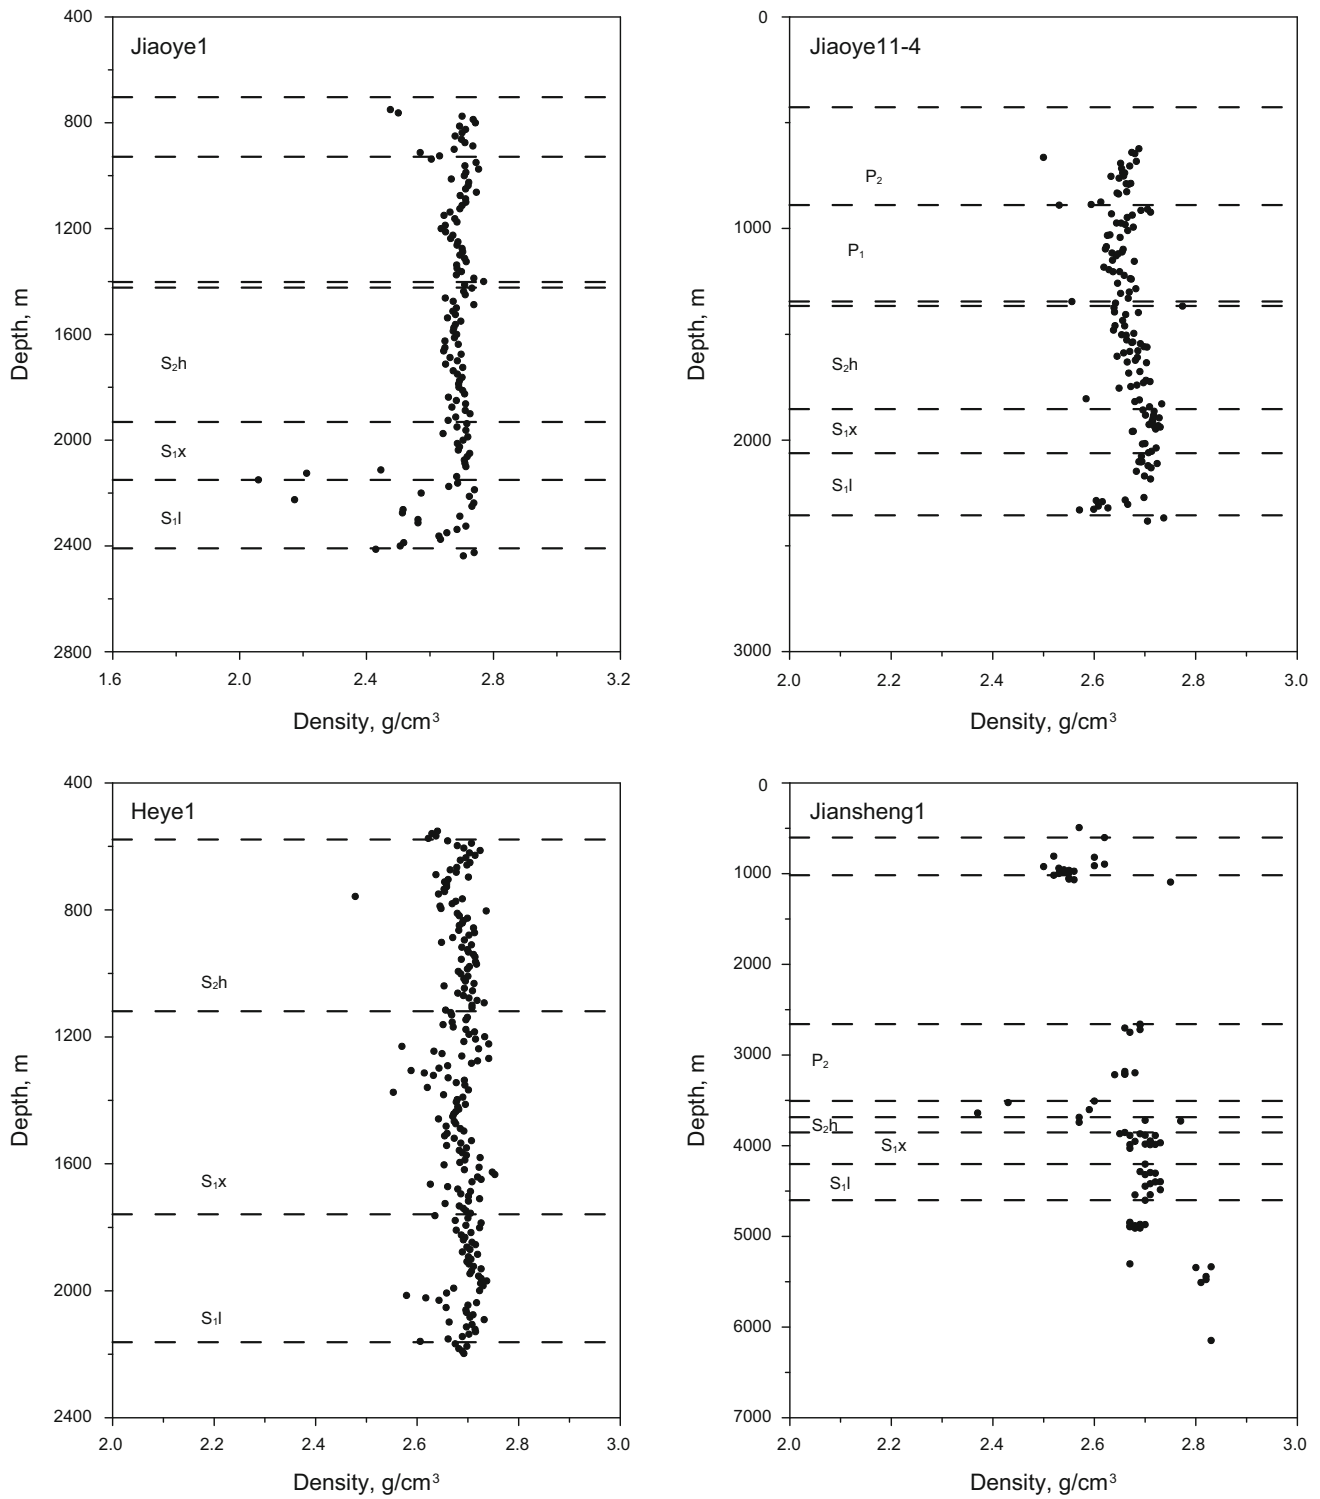 Jiaoye1
400
800
1200
1600
2000
2400
2800
Depth, m
S₂h
S₁x
S₁l
1.6 2.0 2.4 2.8 3.2
Density, g/cm³
Jiaoye11-4
0
1000
2000
3000
Depth, m
P₂
P₁
S₂h
S₁x
S₁l
2.0 2.2 2.4 2.6 2.8 3.0
Density, g/cm³
Heye1
400
800
1200
1600
2000
2400
Depth, m
S₂h
S₁x
S₁l
2.0 2.2 2.4 2.6 2.8 3.0
Density, g/cm³
Jiansheng1
0
1000
2000
3000
4000
5000
6000
7000
Depth, m
P₂
S₂h
S₁x
S₁l
2.0 2.2 2.4 2.6 2.8 3.0
Density, g/cm³